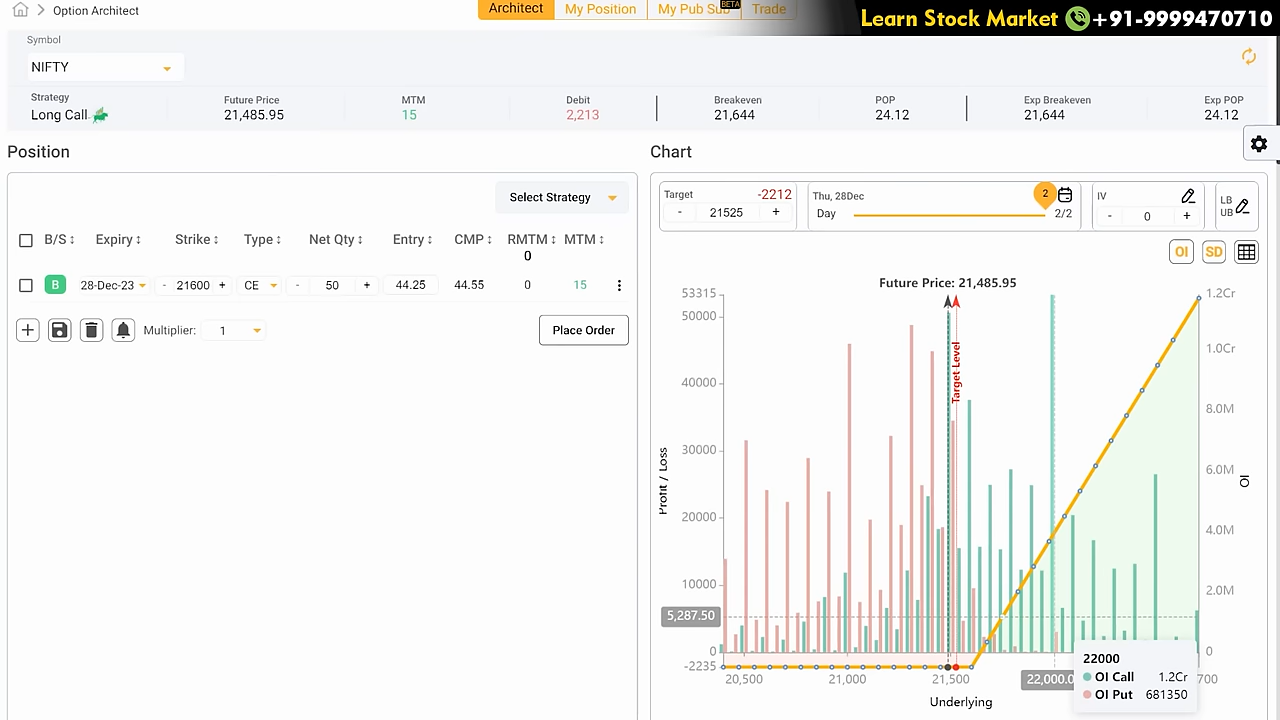 Option Architect
Architect
My Position
My Pub Sub
BETA
Trade
Learn Stock Market +91-9999470710
Symbol
NIFTY
Strategy
Long Call
Future Price
21,485.95
MTM
15
Debit
2,213
Breakeven
21,644
POP
24.12
Exp Breakeven
21,644
Exp POP
24.12
Position
Select Strategy
B/S Expiry Strike Type Net Qty Entry CMP RMTM MTM
0
B 28-Dec-23 - 21600 + CE - 50 + 44.25 44.55 0 15
Multiplier: 1
Place Order
Chart
Target -2212
- 21525 +
Thu, 28Dec
2
Day 2/2
IV
- 0 +
LB
UB
OI SD
Future Price: 21,485.95
53315
50000
40000
30000
20000
10000
5,287.50
0
-2235
Profit / Loss
Target Level
1.2Cr
1.0Cr
8.0M
6.0M
4.0M
2.0M
0
OI
20,500 21,000 21,500 22,000.0 700
Underlying
22000
OI Call 1.2Cr
OI Put 681350